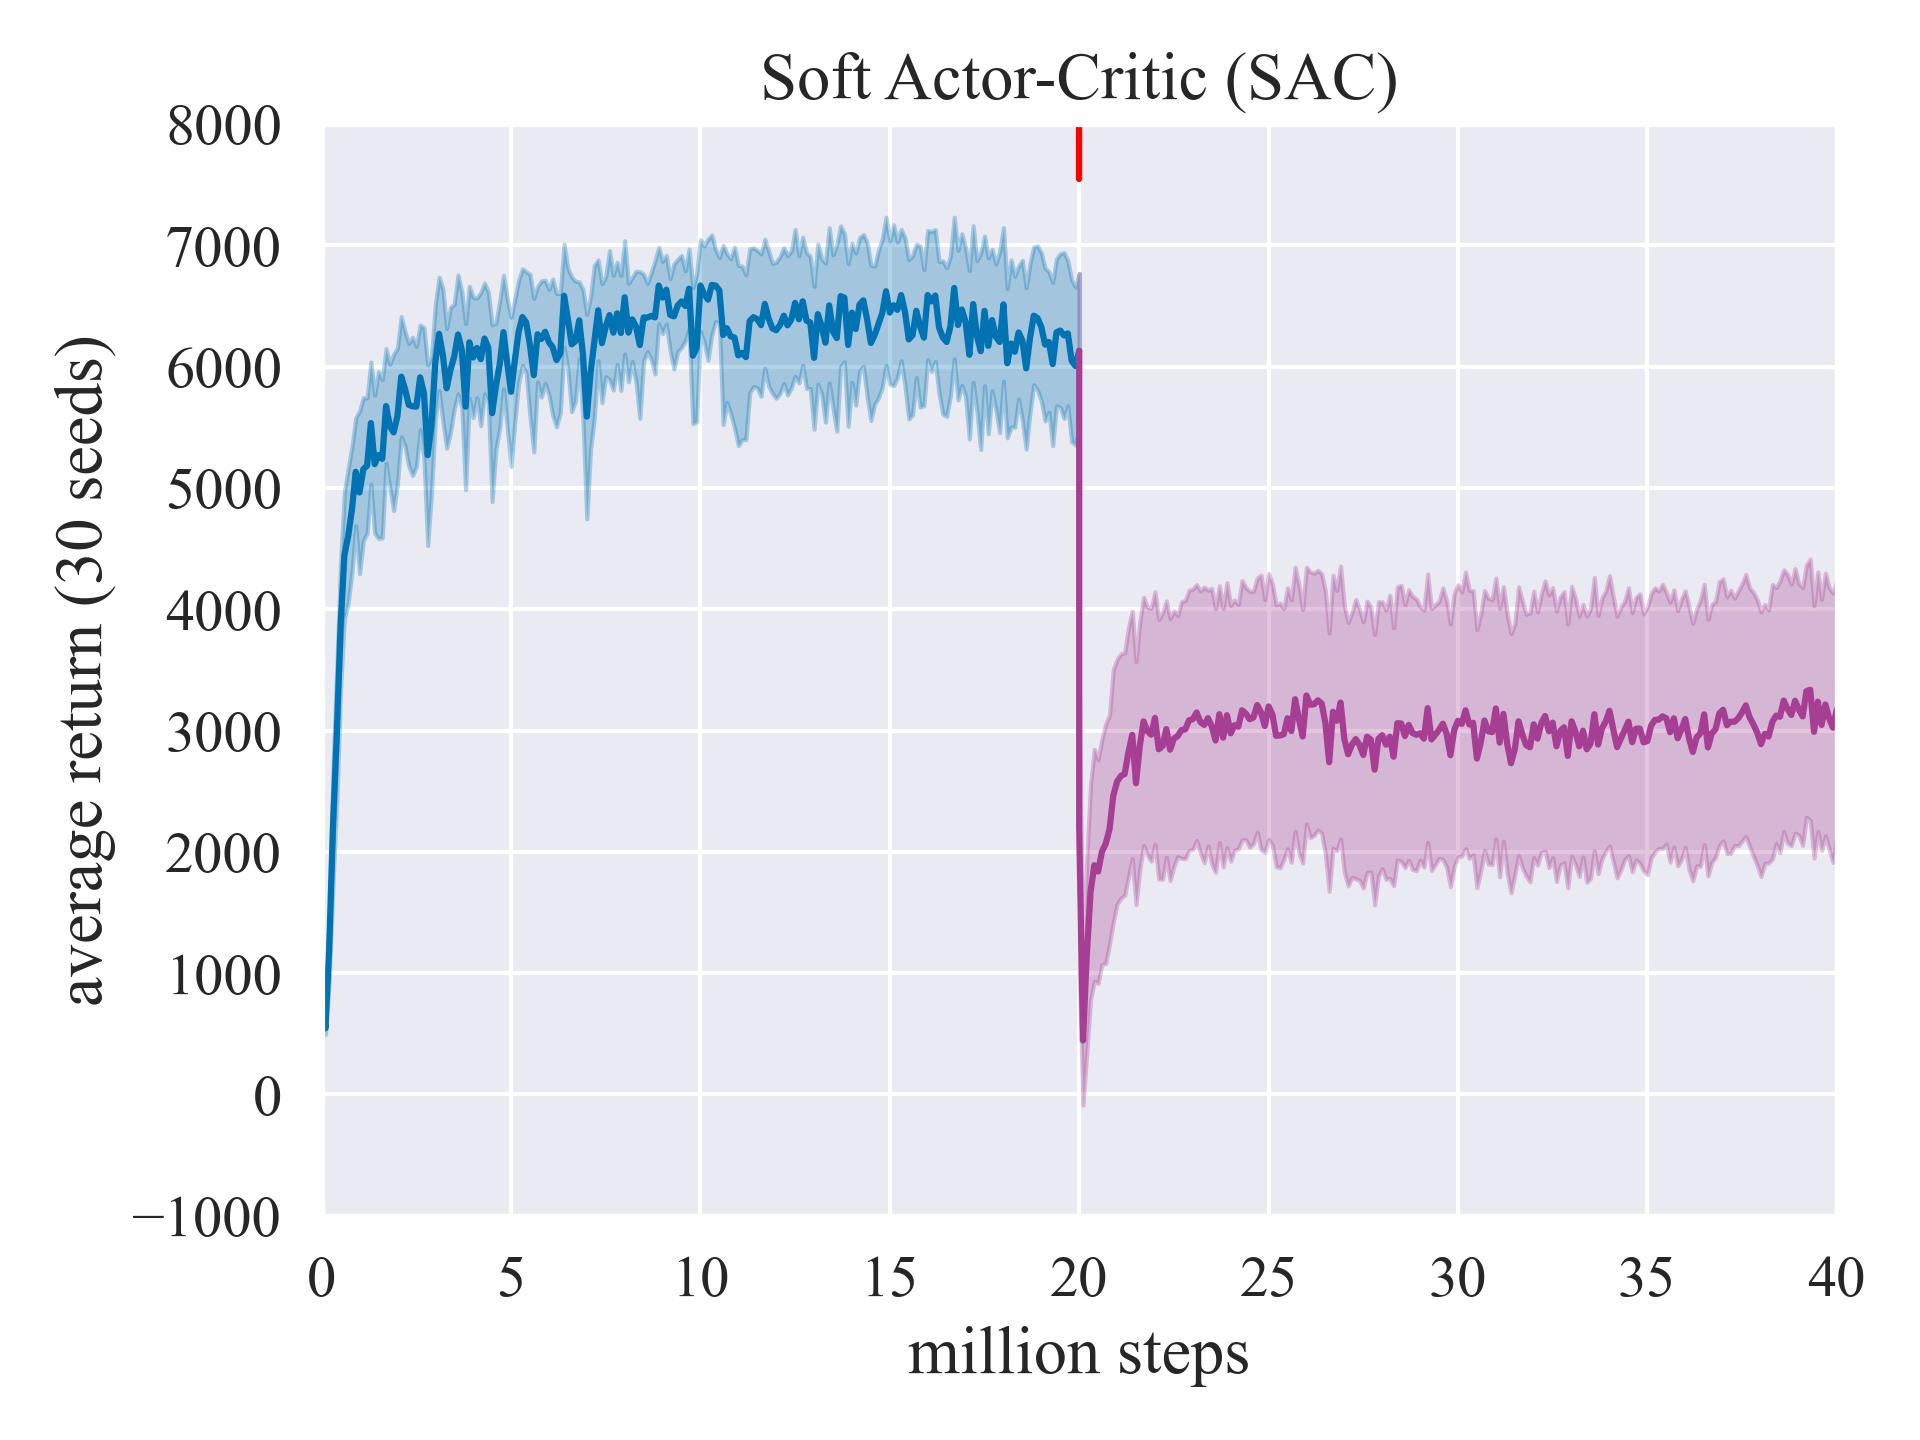 Soft Actor-Critic (SAC)
8000
7000
6000
5000
4000
3000
2000
1000
0
−1000
average return (30 seeds)
0 5 10 15 20 25 30 35 40
million steps